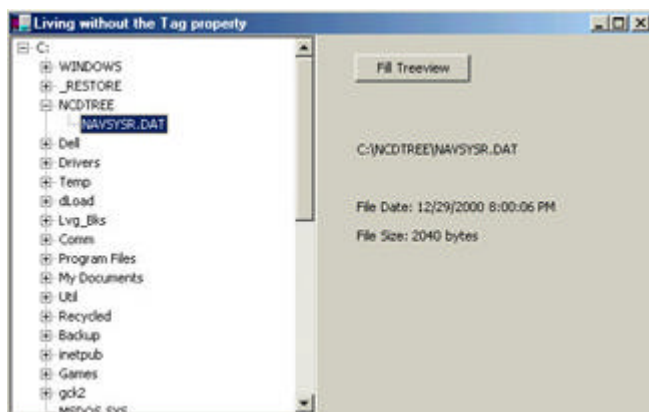 Living without the Tag property
C:
WINDOWS
_RESTORE
NCDTREE
NAVSYSR.DAT
Dell
Drivers
Temp
dLoad
Lvg_Bks
Comm
Program Files
My Documents
Util
Recycled
Backup
inetpub
Games
gck2
MSDOS.SYS
Fill Treeview
C:\NCDTREE\NAVSYSR.DAT
File Date: 12/29/2000 8:00:06 PM
File Size: 2040 bytes